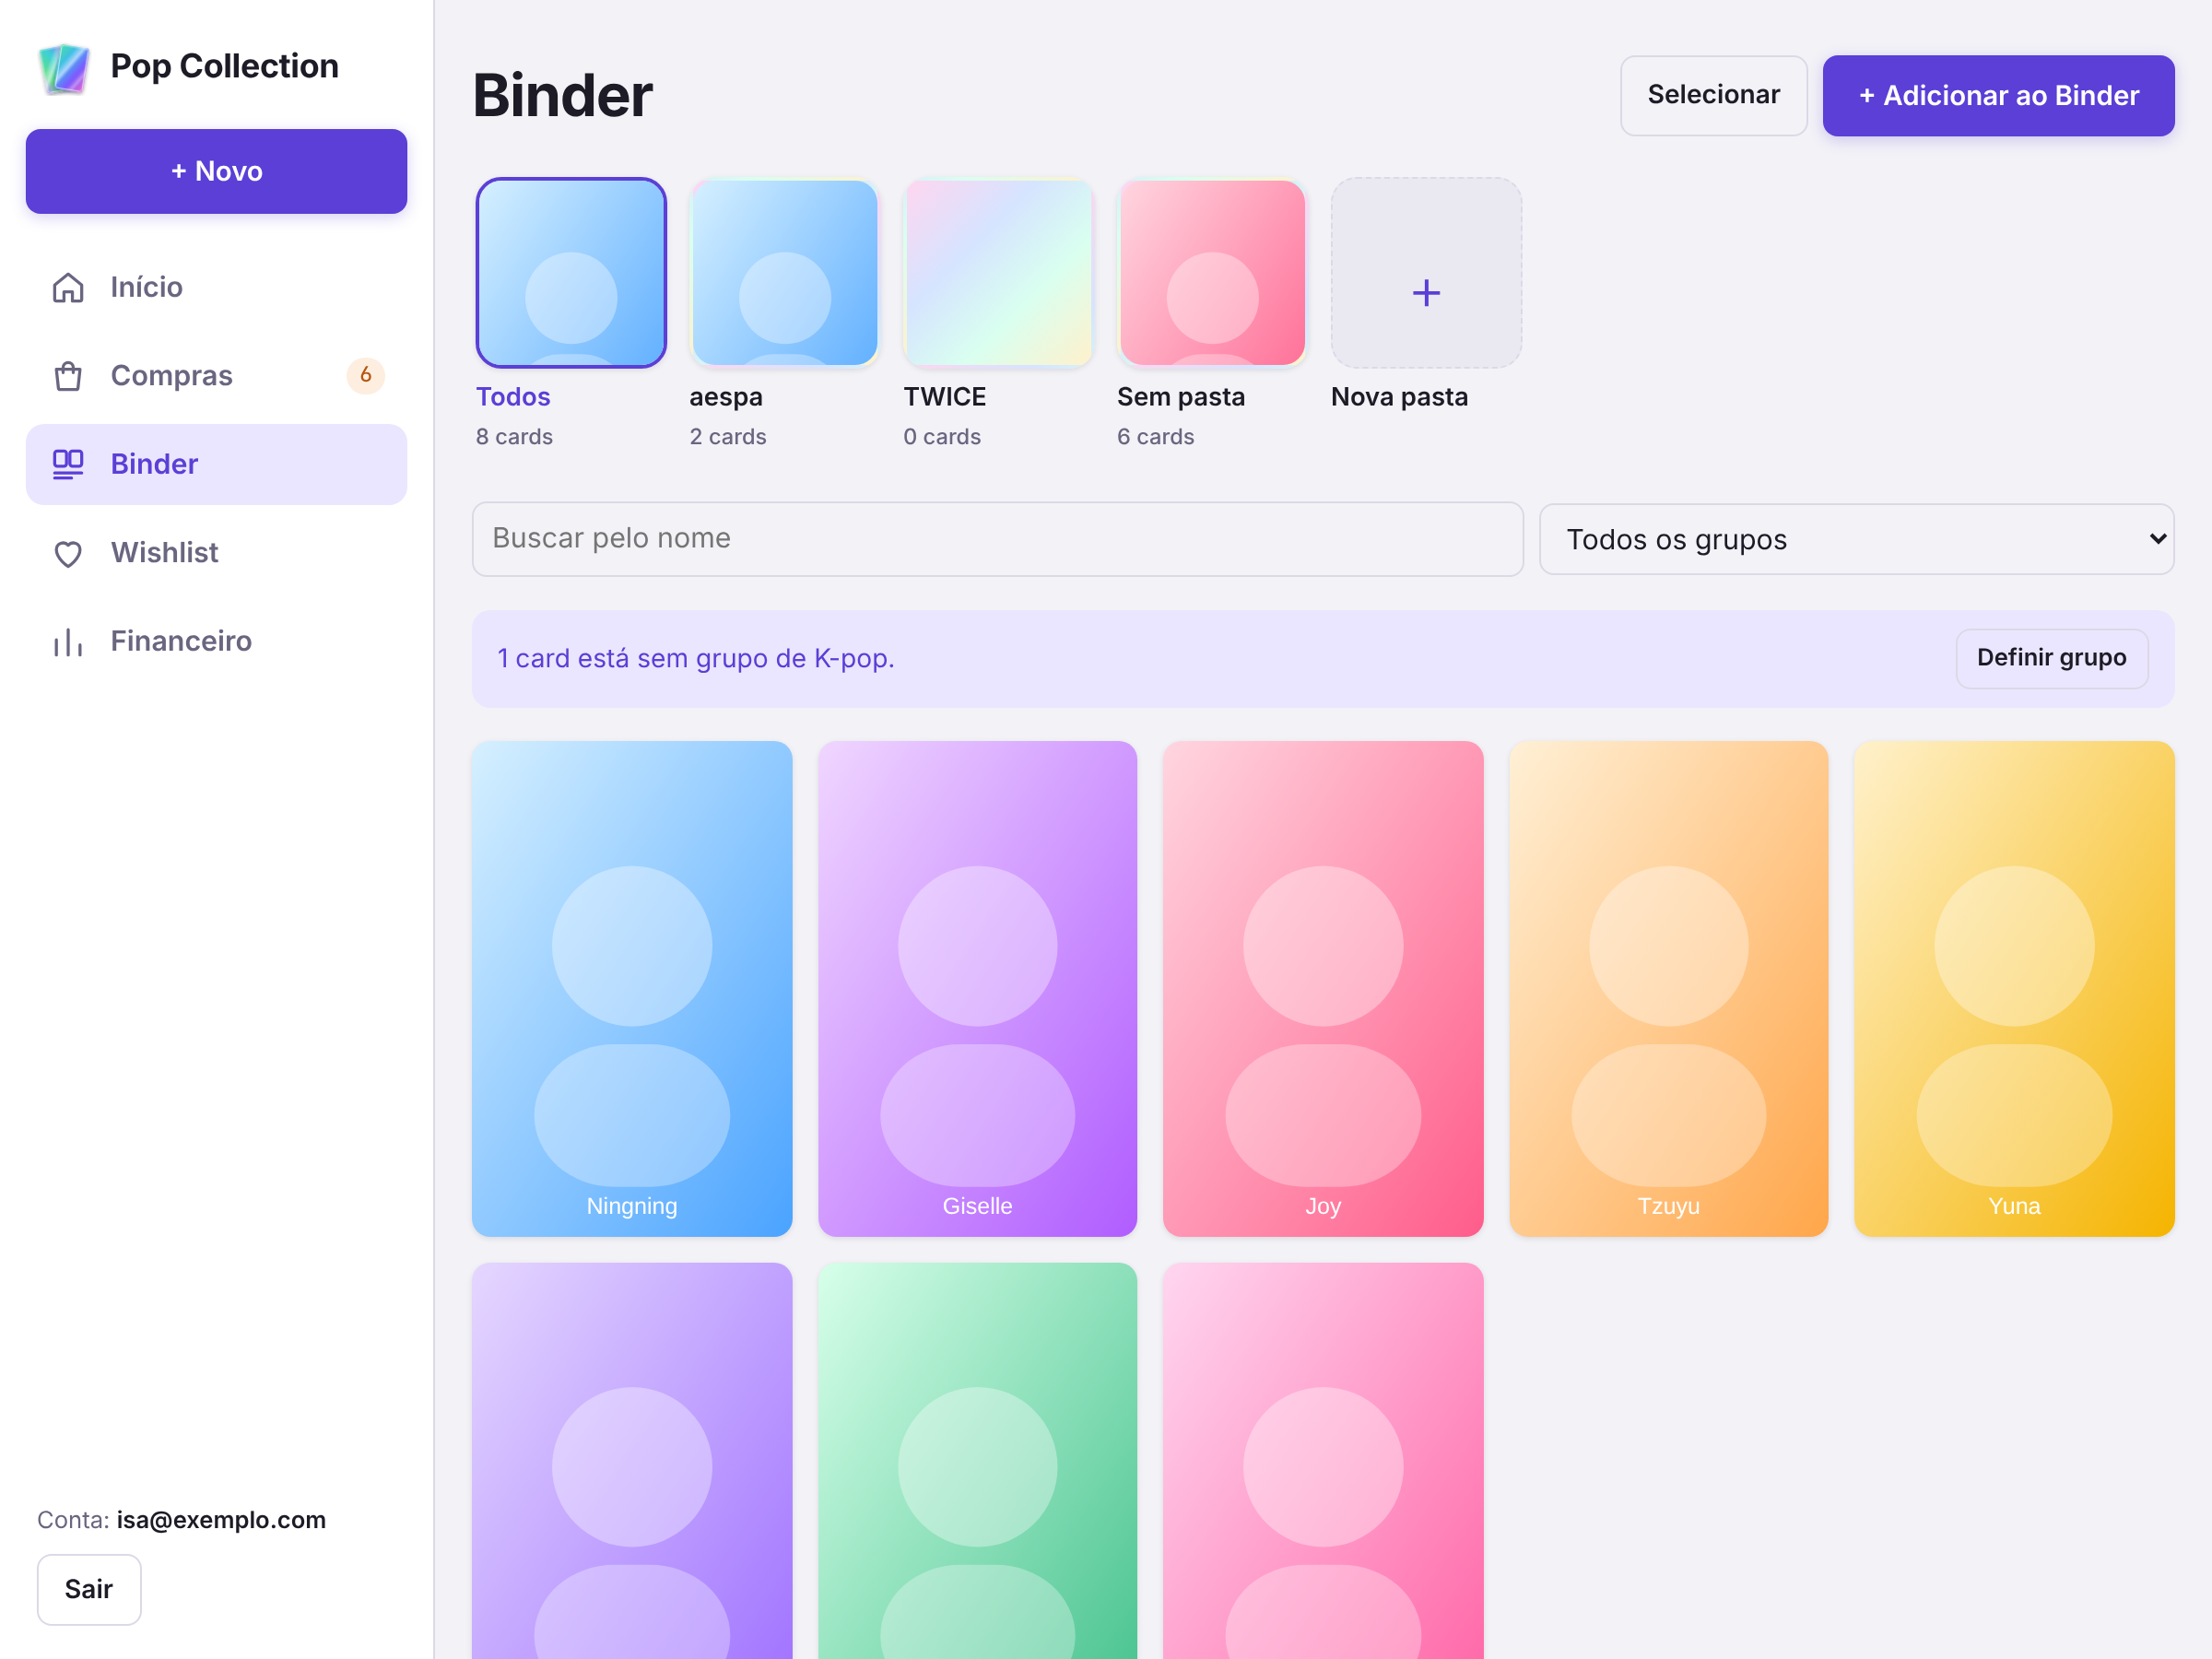 Pop Collection
+ Novo
Início
Compras
6
Binder
Wishlist
Financeiro
Conta: isa@exemplo.com
Sair
Binder
Selecionar
+ Adicionar ao Binder
Todos
8 cards
aespa
2 cards
TWICE
0 cards
Sem pasta
6 cards
+
Nova pasta
Buscar pelo nome
Todos os grupos
1 card está sem grupo de K-pop.
Definir grupo
Ningning
Giselle
Joy
Tzuyu
Yuna